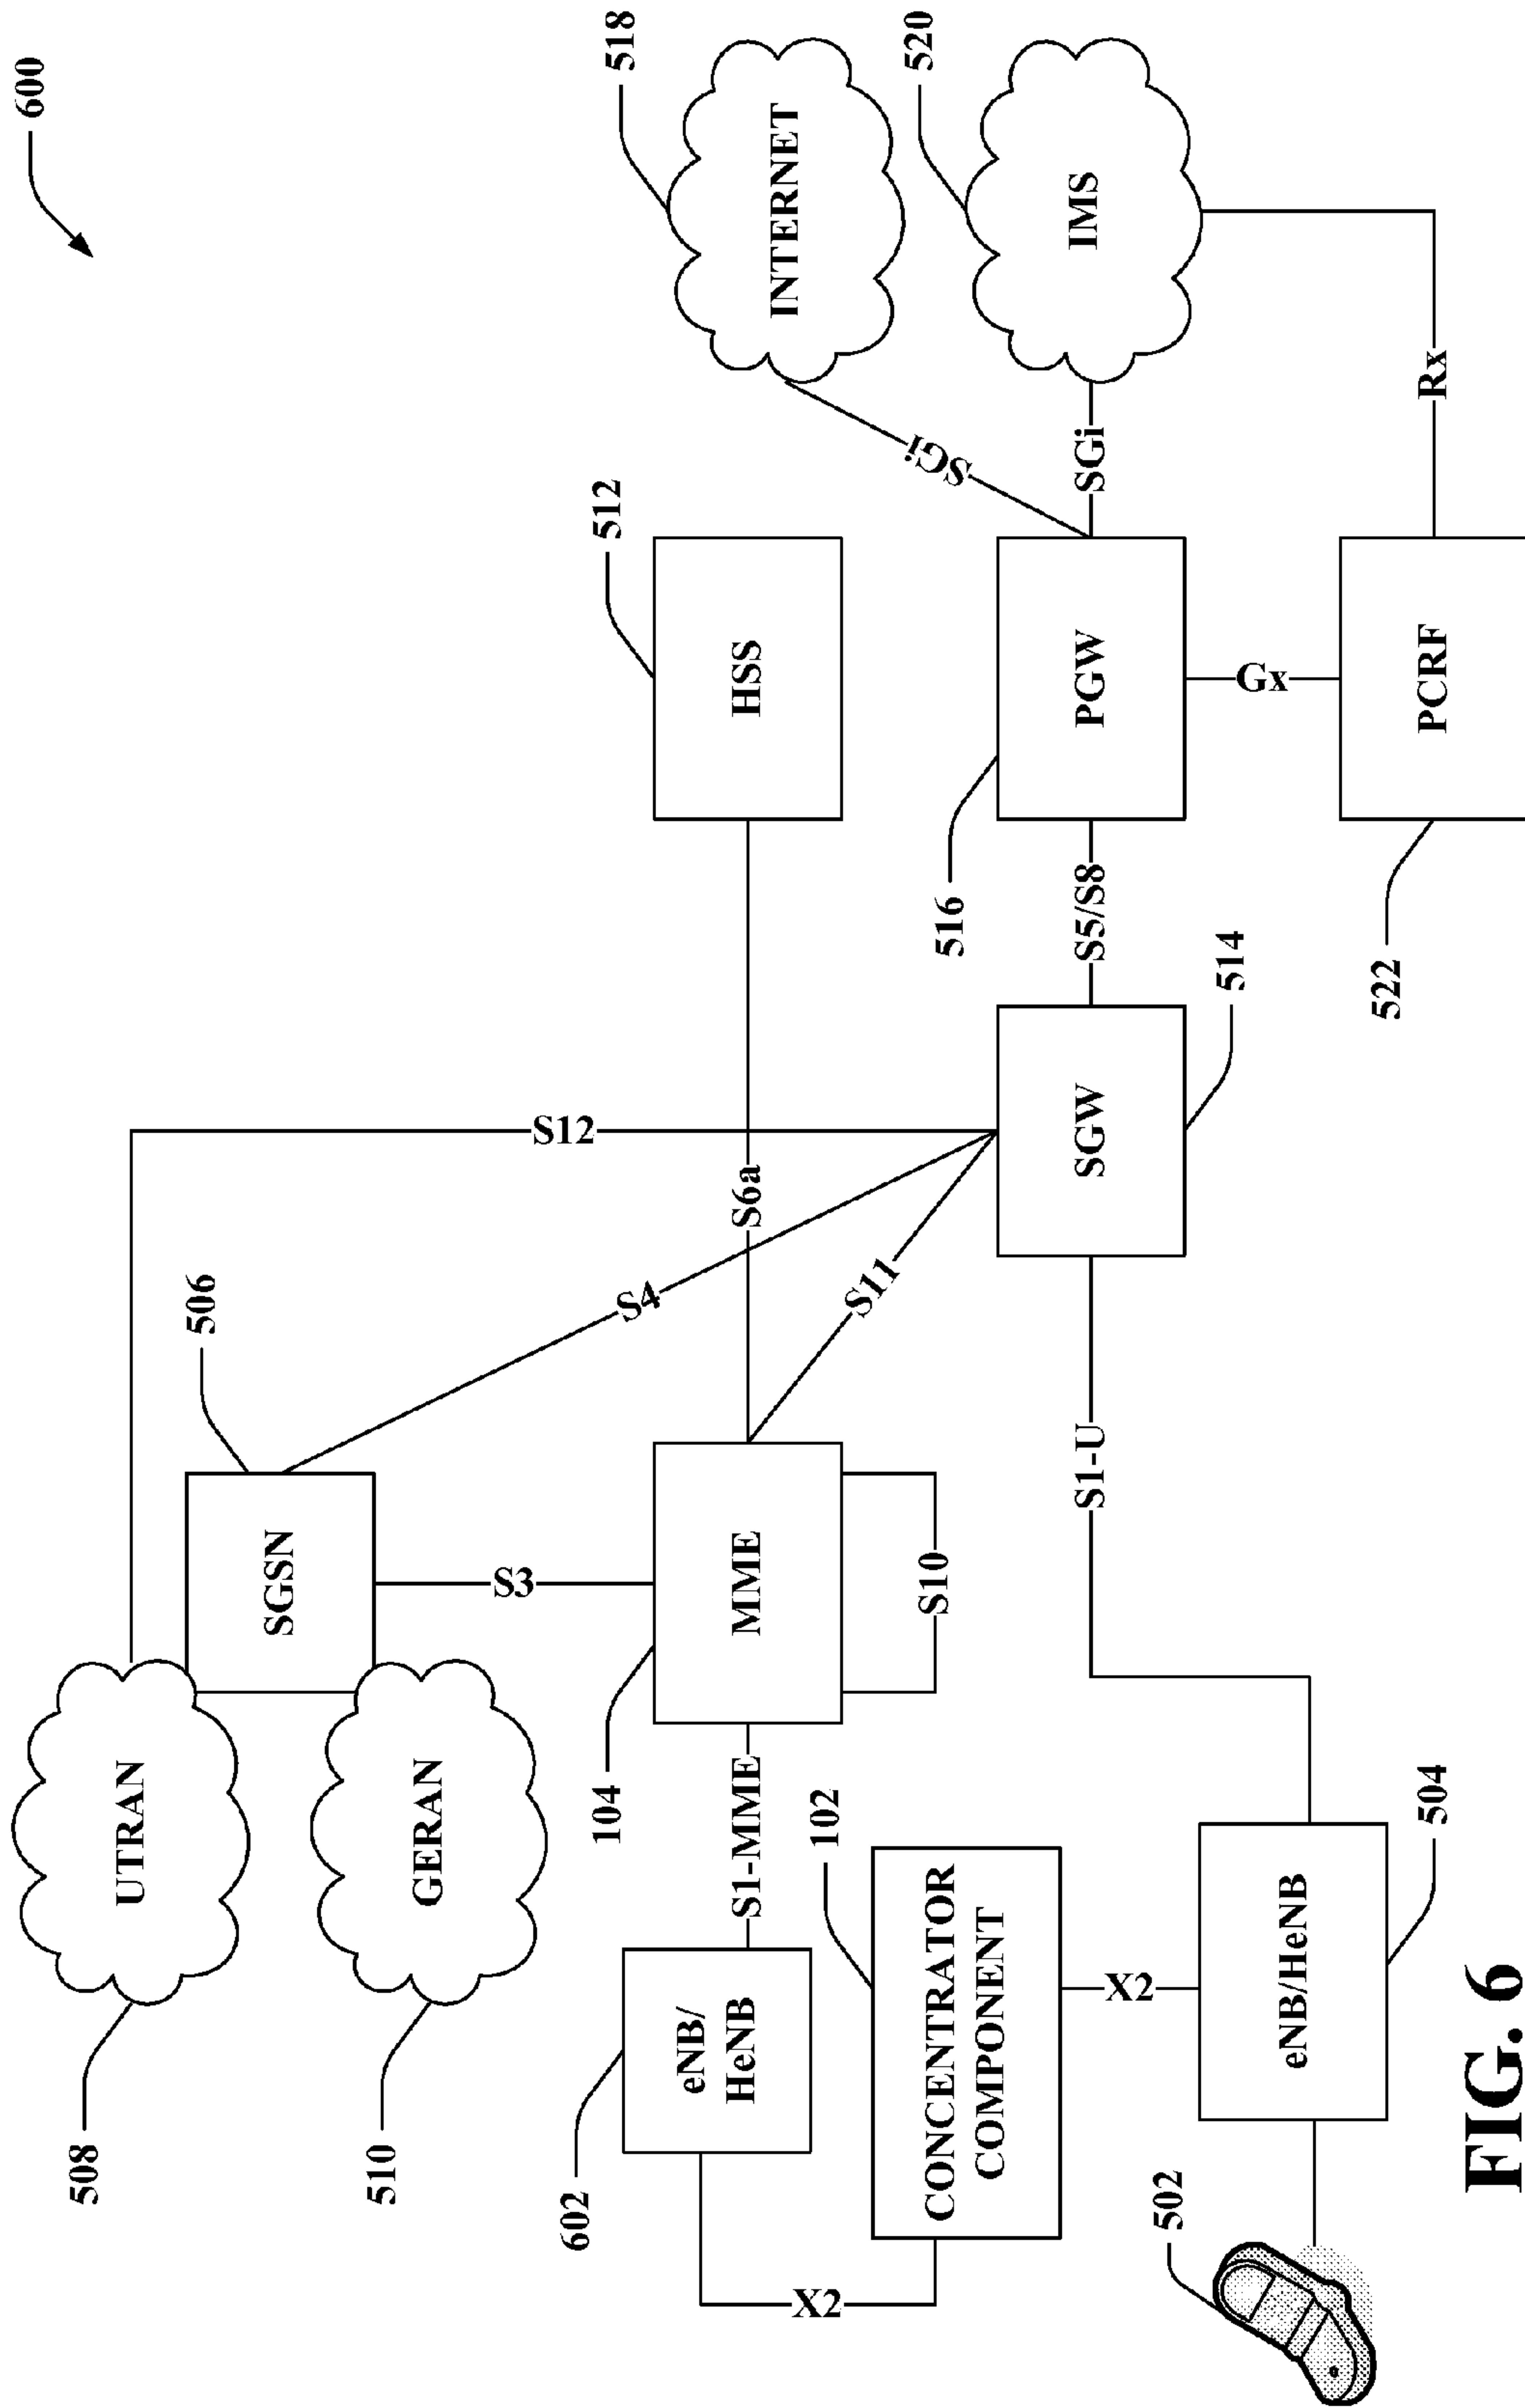 600
508
UTRAN
510
GERAN
SGSN
506
S12
S4
S3
602
eNB/
HeNB
S1-MME
104
MME
S10
S6a
S11
HSS
512
INTERNET
518
SGi
X2
CONCENTRATOR
COMPONENT
102
S1-U
SGW
514
S5/S8
516
PGW
SGi
IMS
520
X2
502
eNB/HeNB
504
Gx
522
PCRF
Rx
FIG. 6